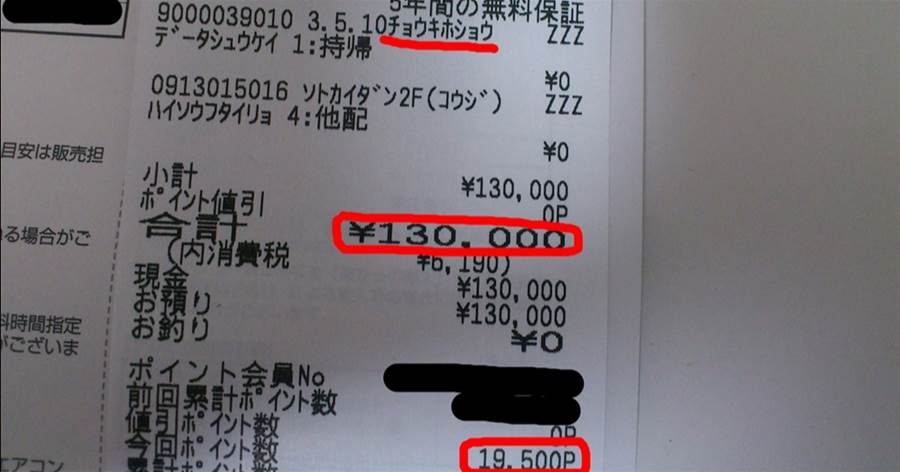 5年間の無料保証
9000039010 3.5.10チョウキホショウ ZZZ
データシュウケイ 1:持帰
¥0
0913015016 ソトカイダン2F(コウジ) ZZZ
ハイソウフタイリョ 4:他配
¥0
小計 ¥130,000
ポイント値引 0P
合計 ¥130,000
(内消費税 ¥6,190)
現金 ¥130,000
お預り ¥130,000
お釣り ¥0
ポイント会員No
前回累計ポイント数
値引ポイント数 0P
今回ポイント数 19,500P
累計ポイント数
目安は販売担
る場合がご
料時間指定
がございま
エアコン